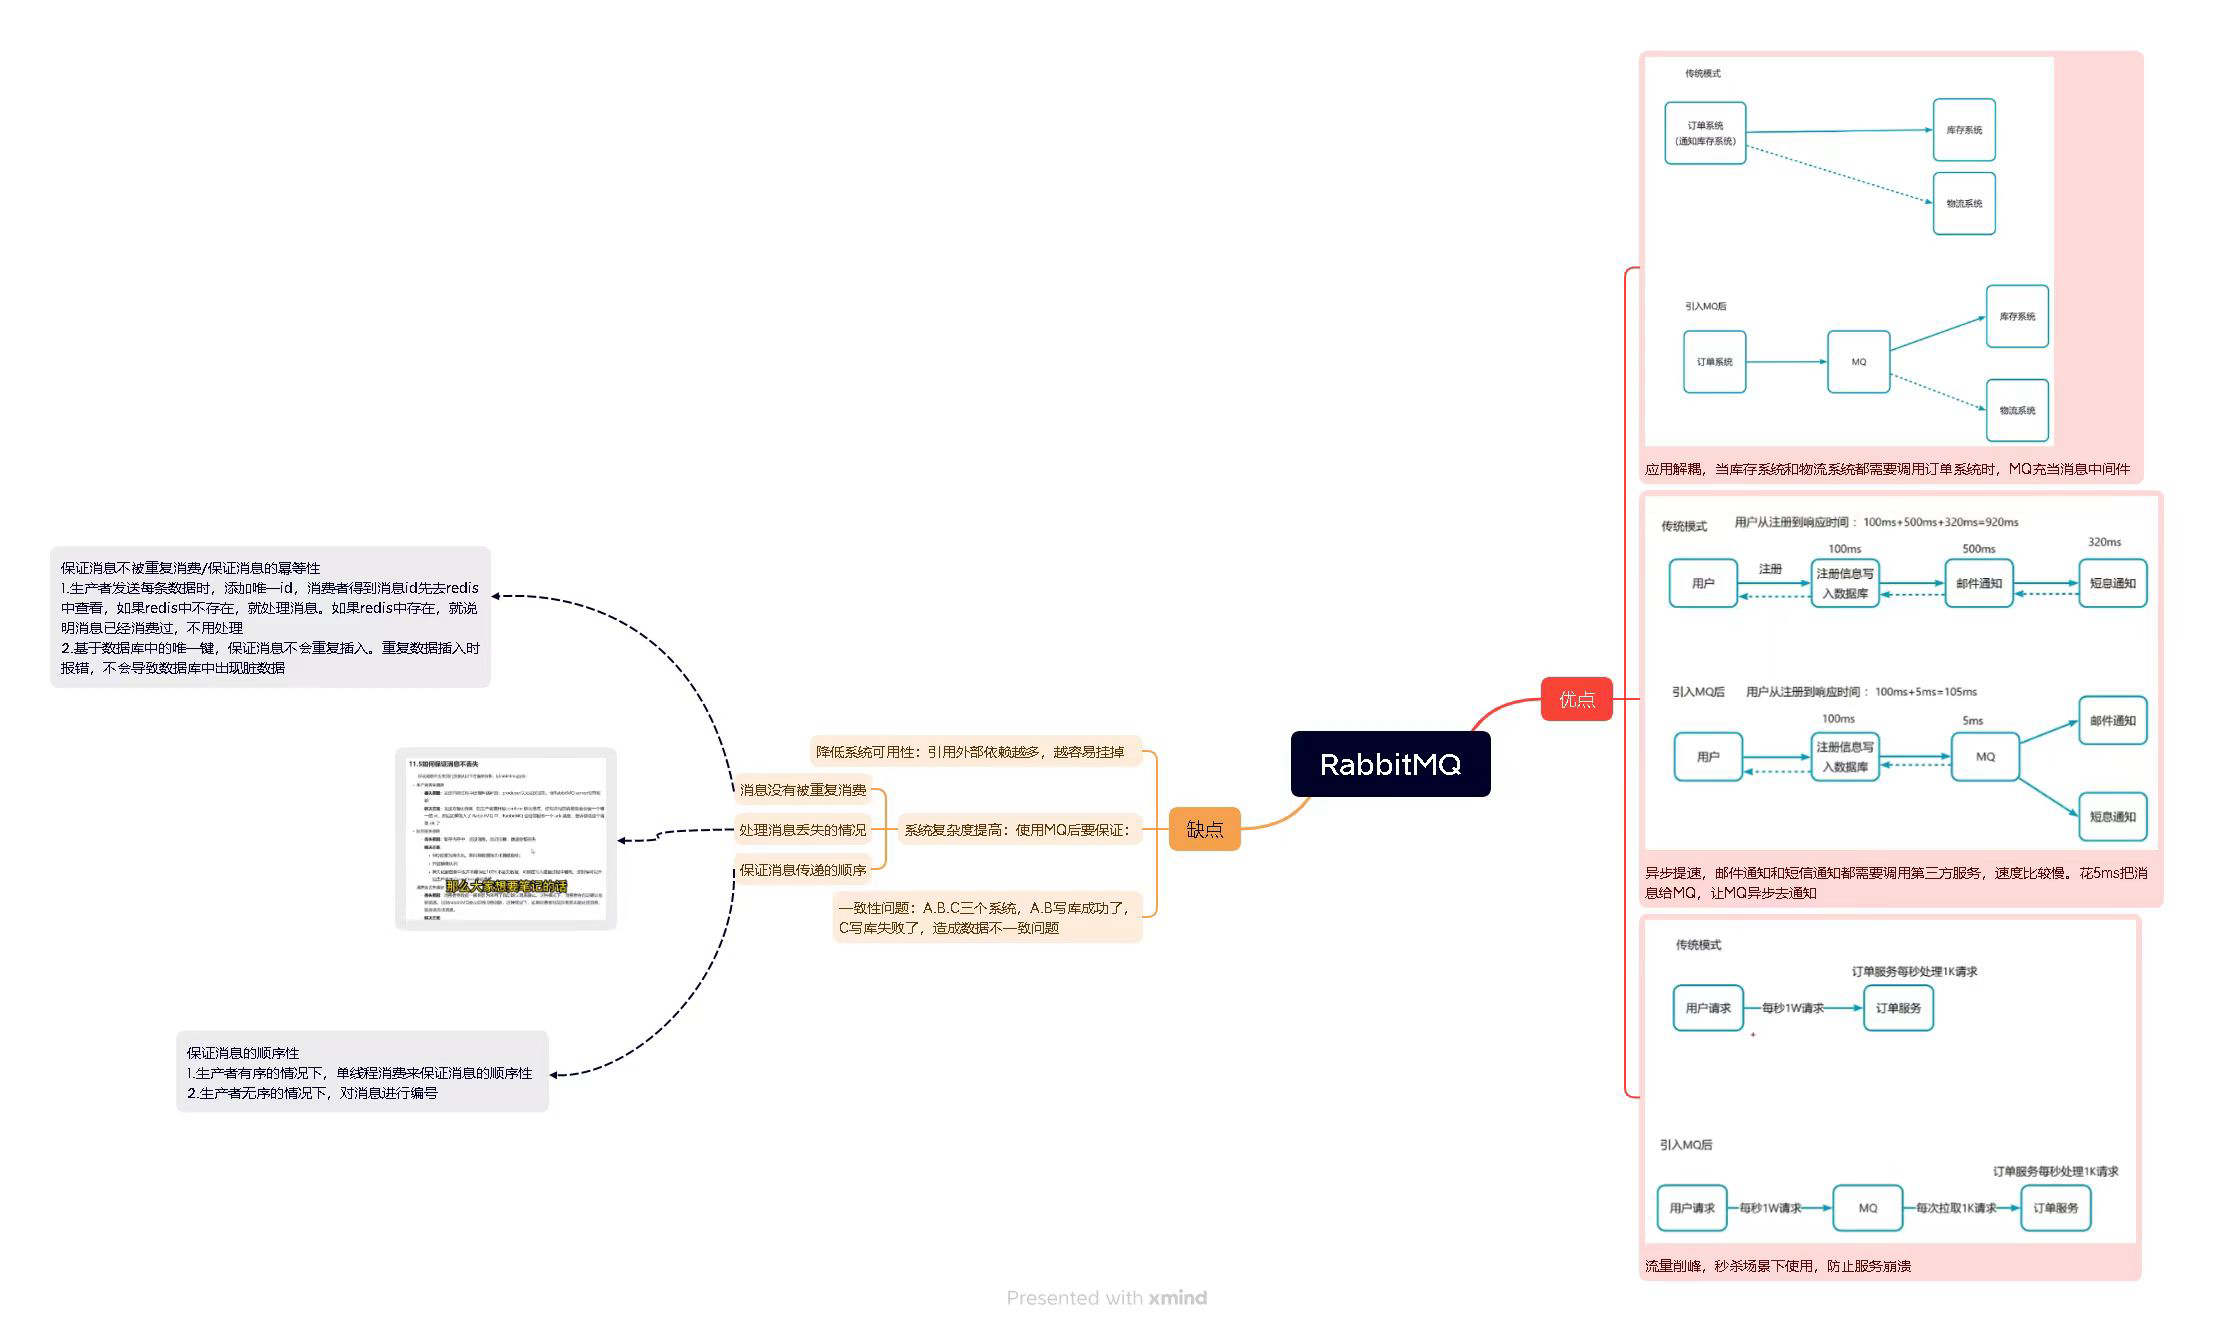 RabbitMQ
优点
传统模式
订单系统
(通知库存系统)
库存系统
物流系统
引入MQ后
订单系统
MQ
库存系统
物流系统
应用解耦，当库存系统和物流系统都需要调用订单系统时，MQ充当消息中间件
传统模式
用户从注册到响应时间：100ms+500ms+320ms=920ms
100ms
500ms
320ms
用户
注册
注册信息写
入数据库
邮件通知
短息通知
引入MQ后
用户从注册到响应时间：100ms+5ms=105ms
100ms
5ms
用户
注册信息写
入数据库
MQ
邮件通知
短息通知
异步提速，邮件通知和短信通知都需要调用第三方服务，速度比较慢。花5ms把消
息给MQ，让MQ异步去通知
传统模式
订单服务每秒处理1K请求
用户请求
每秒1W请求
订单服务
引入MQ后
订单服务每秒处理1K请求
用户请求
每秒1W请求
MQ
每次拉取1K请求
订单服务
流量削峰，秒杀场景下使用，防止服务崩溃
缺点
降低系统可用性：引用外部依赖越多，越容易挂掉
系统复杂度提高：使用MQ后要保证：
消息没有被重复消费
处理消息丢失的情况
保证消息传递的顺序
一致性问题：A.B.C三个系统，A.B写库成功了，
C写库失败了，造成数据不一致问题
保证消息不被重复消费/保证消息的幂等性
1.生产者发送每条数据时，添加唯一id，消费者得到消息id先去redis
中查看，如果redis中不存在，就处理消息。如果redis中存在，就说
明消息已经消费过，不用处理
2.基于数据库中的唯一键，保证消息不会重复插入。重复数据插入时
报错，不会导致数据库中出现脏数据
11.5如何保证消息不丢失
那么大家想要笔记的话
保证消息的顺序性
1.生产者有序的情况下，单线程消费来保证消息的顺序性
2.生产者无序的情况下，对消息进行编号
Presented with xmind